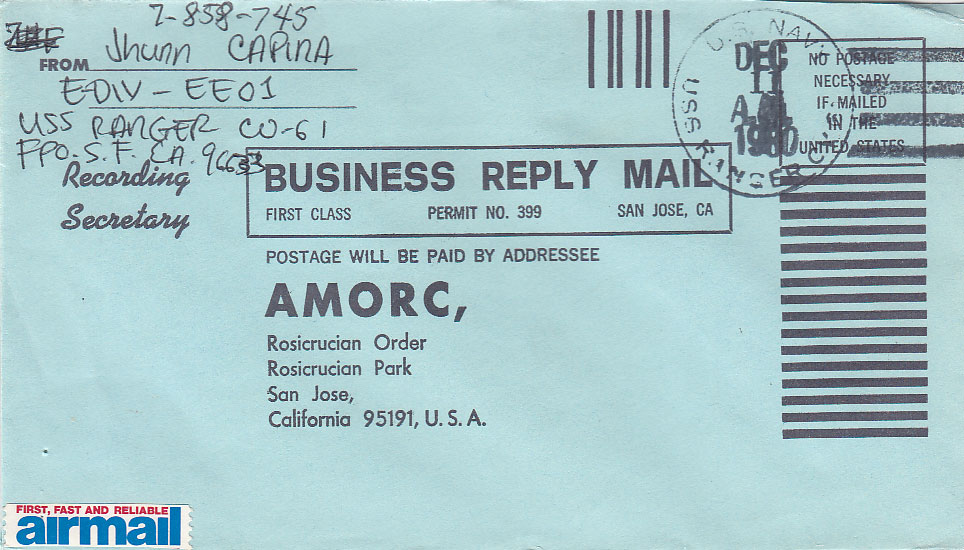 7-858-745
FROM Jhunn CAPINA
E-DIV - EE01
USS RANGER CV-61
FPO. S.F. CA. 96633
Recording
Secretary
U.S. NAVY
USS RANGER
DEC
11
A.M.
1980
NO POSTAGE
NECESSARY
IF MAILED
IN THE
UNITED STATES
BUSINESS REPLY MAIL
FIRST CLASS PERMIT NO. 399 SAN JOSE, CA
POSTAGE WILL BE PAID BY ADDRESSEE
AMORC,
Rosicrucian Order
Rosicrucian Park
San Jose,
California 95191, U. S. A.
FIRST, FAST AND RELIABLE
airmail